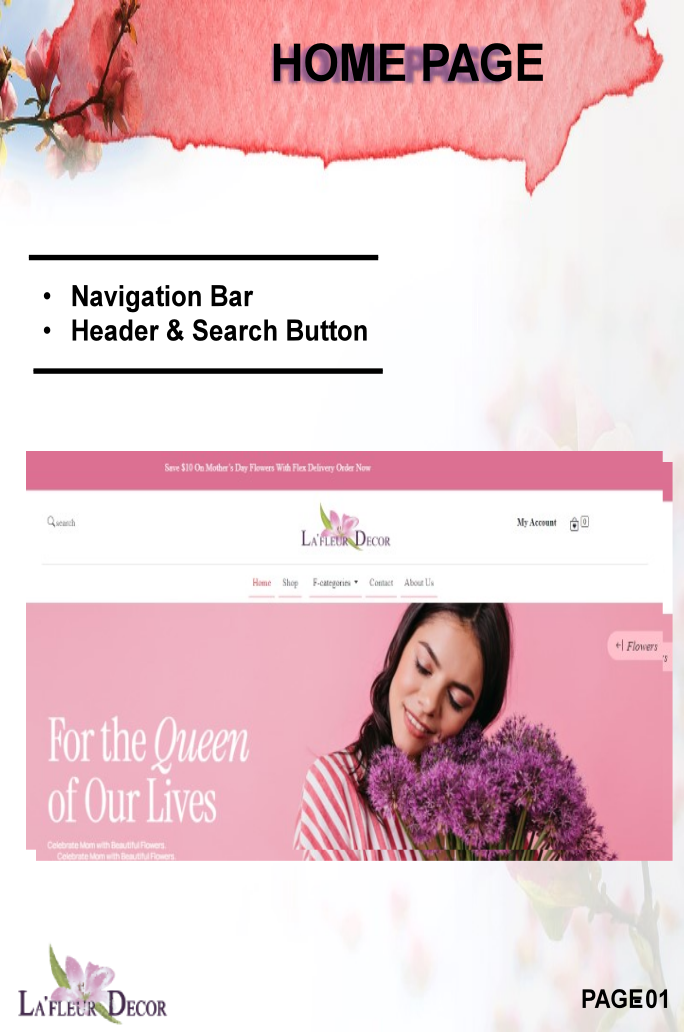 HOME PAGE
• Navigation Bar
• Header & Search Button
Save $10 On Mother's Day Flowers With Flex Delivery Order Now
search
LA'FLEUR DECOR
My Account
0
Home Shop F-categories Contact About Us
Flowers
For the Queen
of Our Lives
Celebrate Mom with Beautiful Flowers.
Celebrate Mom with Beautiful Flowers.
LA'FLEUR DECOR
PAGE 01